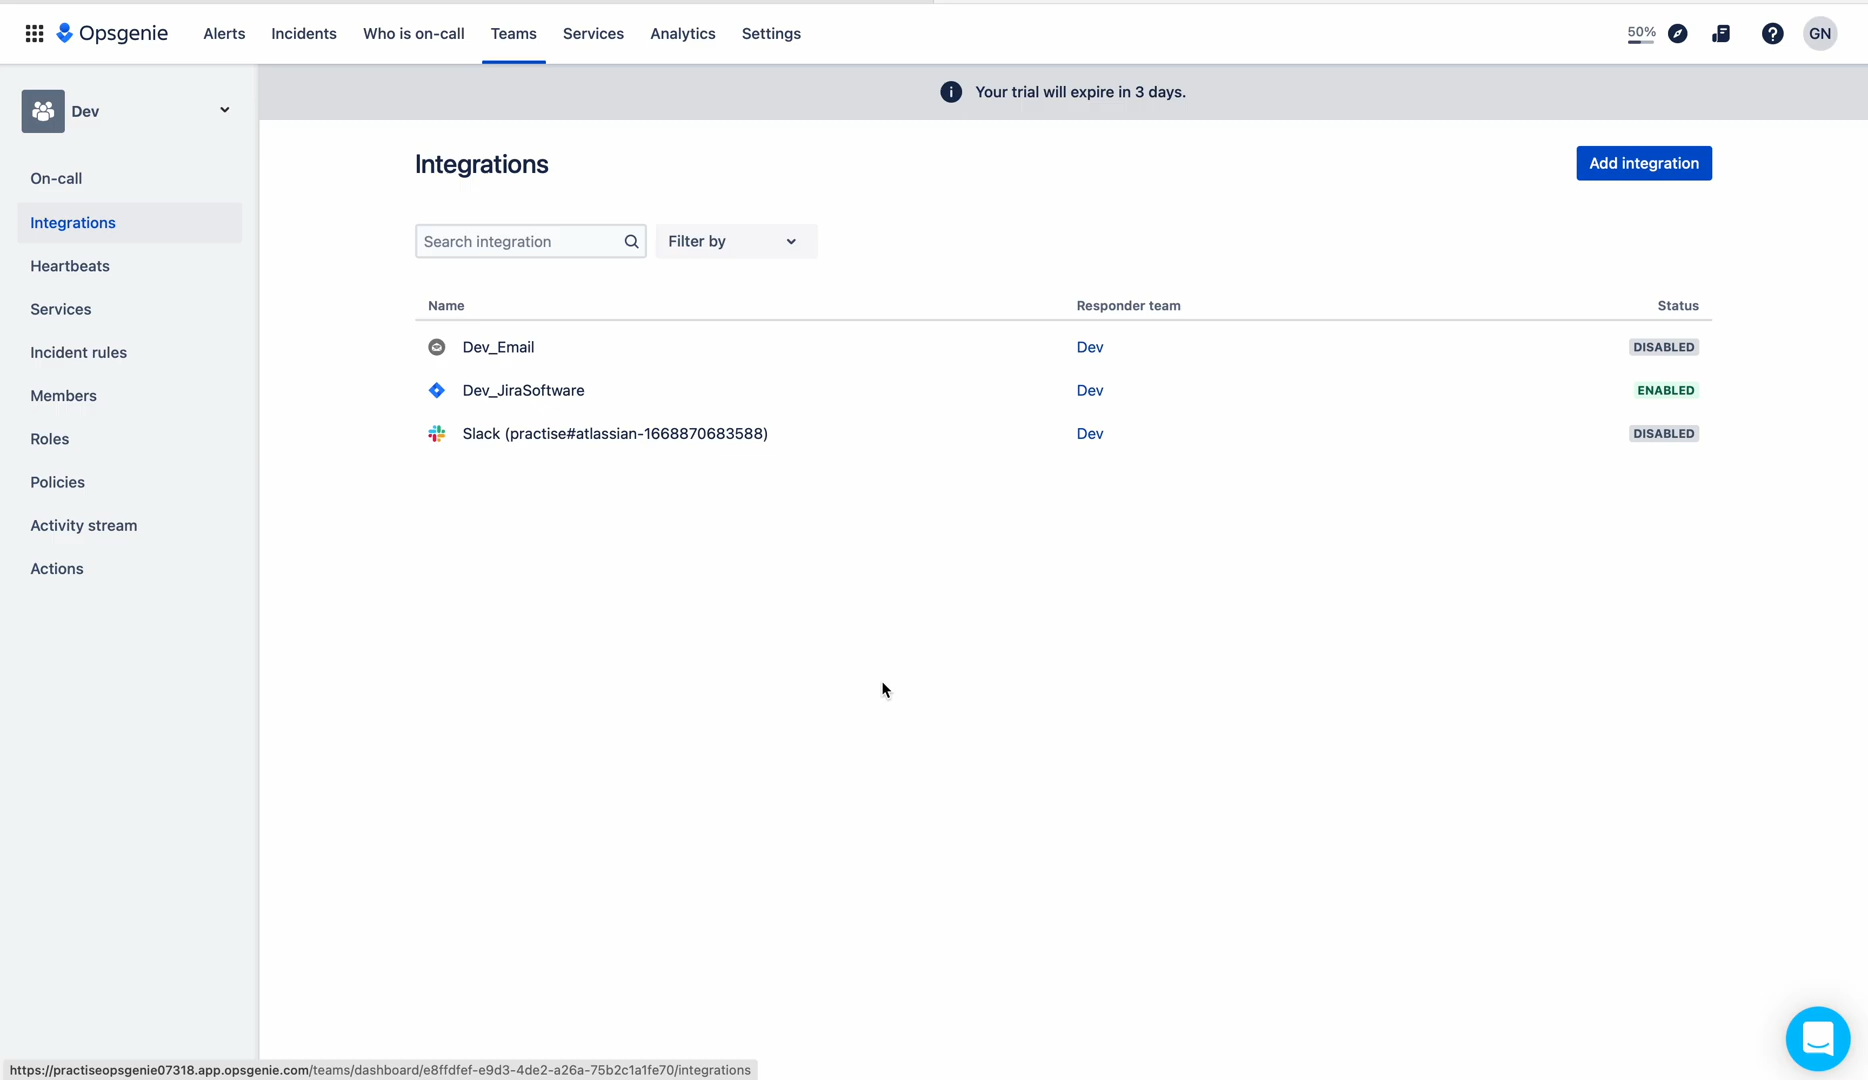 Opsgenie Alerts Incidents Who is on-call Teams Services Analytics Settings 50% GN
Your trial will expire in 3 days.
Dev
On-call
Integrations
Heartbeats
Services
Incident rules
Members
Roles
Policies
Activity stream
Actions
Integrations Add integration
Search integration Filter by
Name Responder team Status
Dev_Email Dev DISABLED
Dev_JiraSoftware Dev ENABLED
Slack (practise#atlassian-1668870683588) Dev DISABLED
https://practiseopsgenie07318.app.opsgenie.com/teams/dashboard/e8ffdfef-e9d3-4de2-a26a-75b2c1a1fe70/integrations